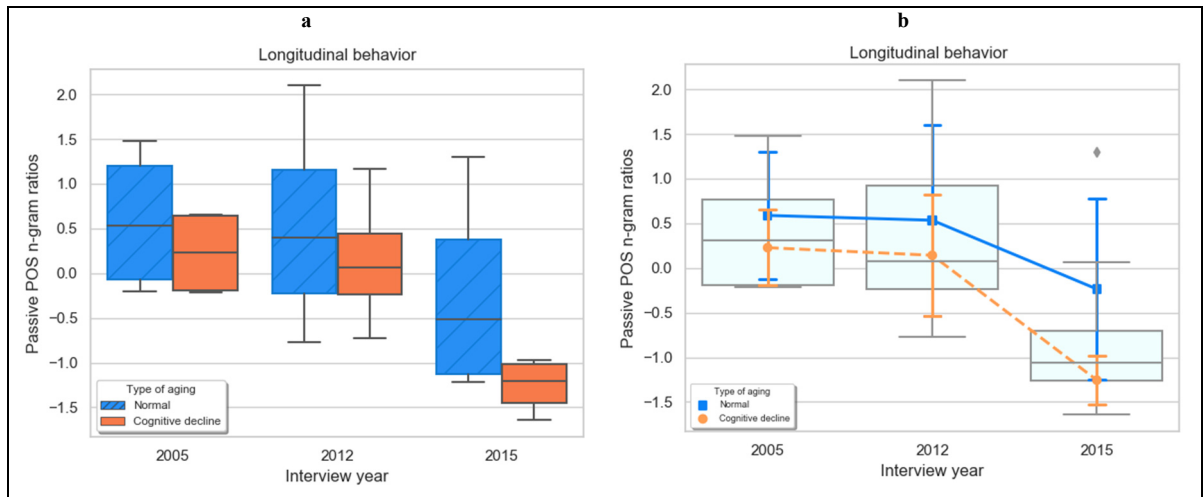 a
Longitudinal behavior
2.0
1.5
1.0
0.5
0.0
−0.5
−1.0
−1.5
Passive POS n-gram ratios
Type of aging
Normal
Cognitive decline
2005 2012 2015
Interview year
b
Longitudinal behavior
2.0
1.5
1.0
0.5
0.0
−0.5
−1.0
−1.5
Passive POS n-gram ratios
Type of aging
Normal
Cognitive decline
2005 2012 2015
Interview year